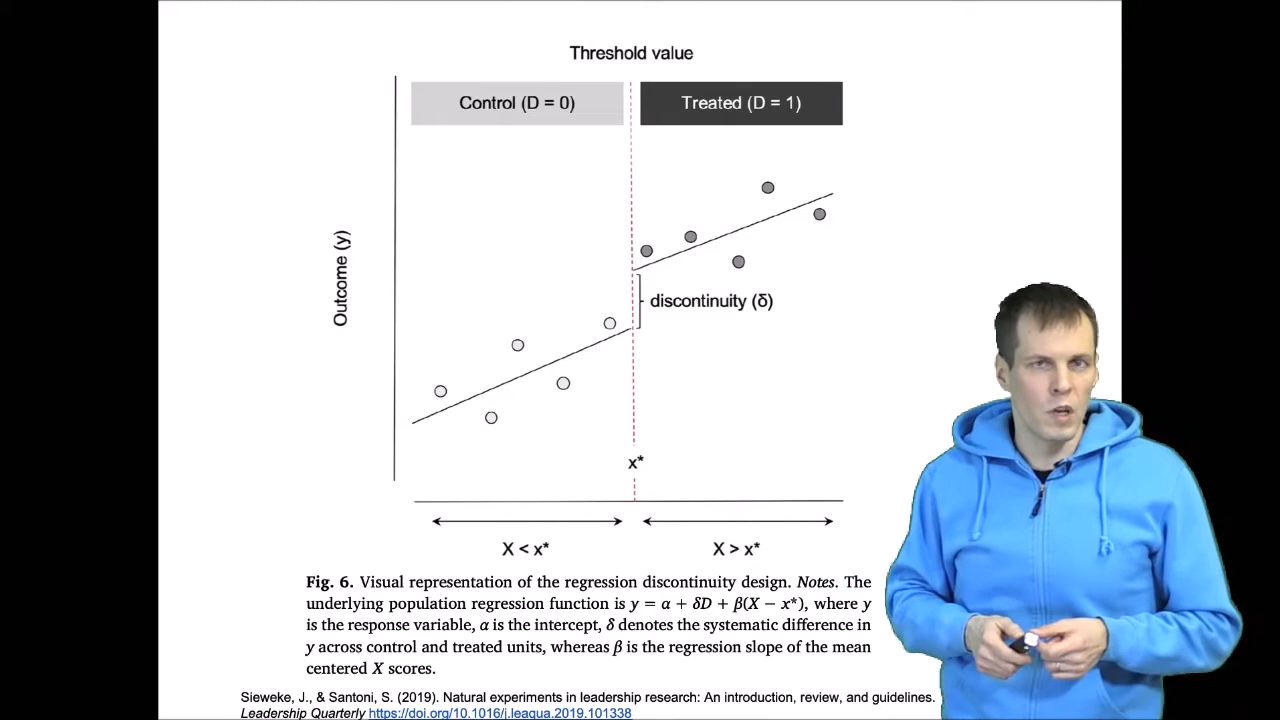 Threshold value
Control (D = 0)
Treated (D = 1)
Outcome (y)
discontinuity (δ)
x*
X < x*
X > x*
Fig. 6. Visual representation of the regression discontinuity design. Notes. The
underlying population regression function is y = α + δD + β(X − x*), where y
is the response variable, α is the intercept, δ denotes the systematic difference in
y across control and treated units, whereas β is the regression slope of the mean
centered X scores.
Sieweke, J., & Santoni, S. (2019). Natural experiments in leadership research: An introduction, review, and guidelines.
Leadership Quarterly https://doi.org/10.1016/j.leaqua.2019.101338